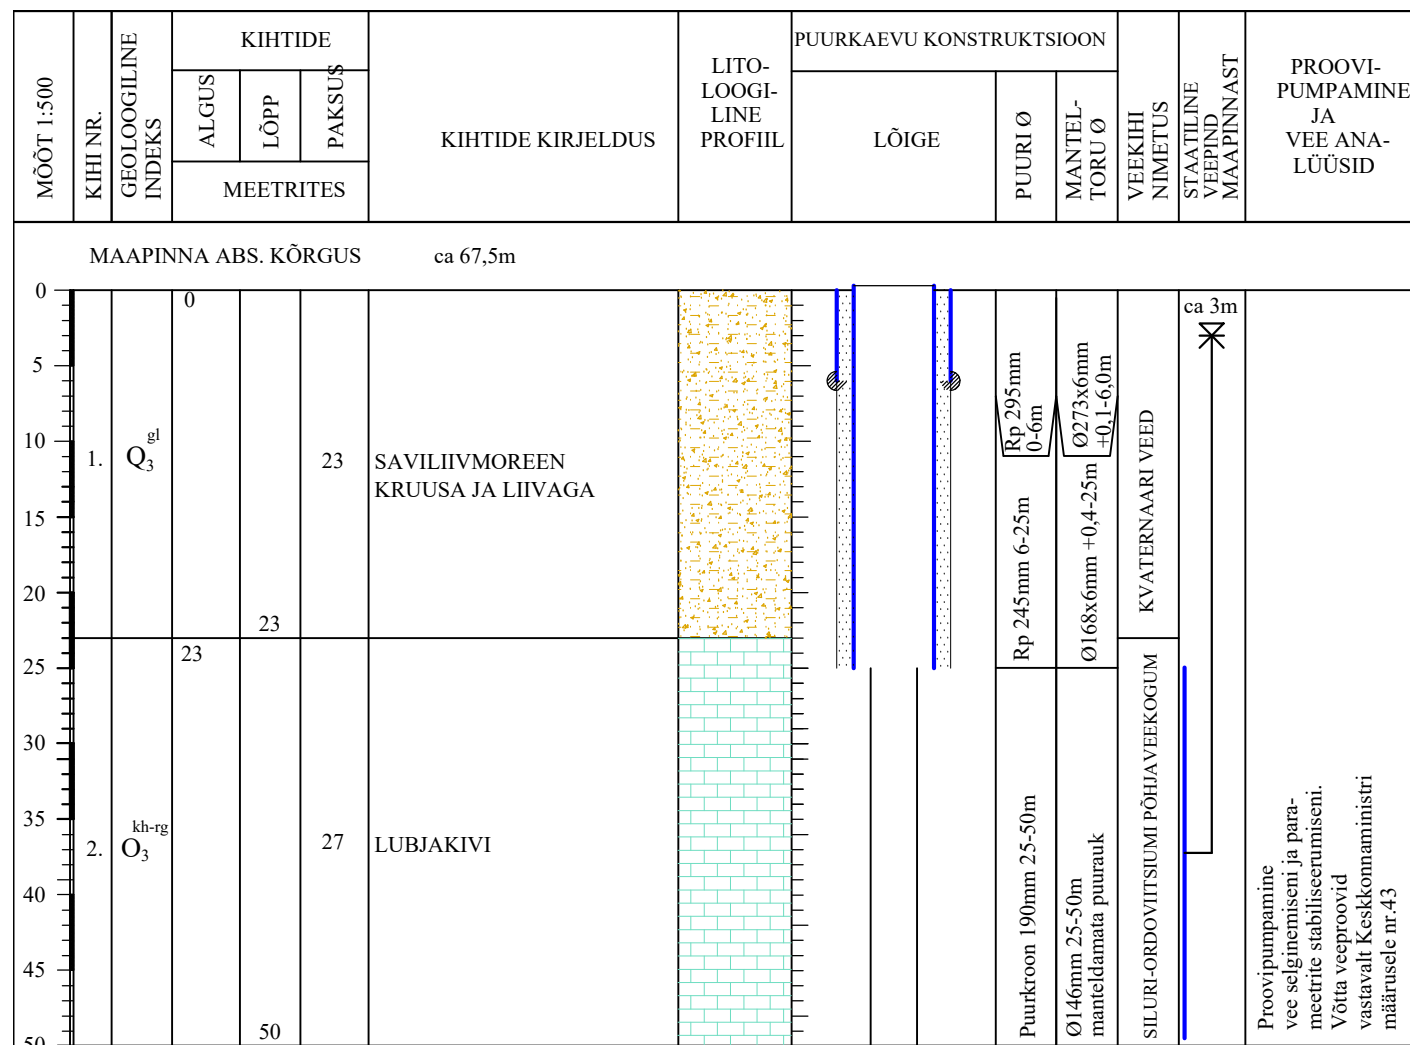 MÕÕT 1:500
KIHI NR.
GEOLOOGILINE
INDEKS
KIHTIDE
ALGUS
LÕPP
PAKSUS
MEETRITES
KIHTIDE KIRJELDUS
LITO-
LOOGI-
LINE
PROFIIL
PUURKAEVU KONSTRUKTSIOON
LÕIGE
PUURI Ø
MANTEL-
TORU Ø
VEEKIHI
NIMETUS
STAATILINE
VEEPIND
MAAPINNAST
PROOVI-
PUMPAMINE
JA
VEE ANA-
LÜÜSID
MAAPINNA ABS. KÕRGUS ca 67,5m
0
5
10
15
20
25
30
35
40
45
50
1.
Q3 gl
0
23
23
SAVILIIVMOREEN
KRUUSA JA LIIVAGA
Rp 295mm
0-6m
Ø273x6mm
+0,1-6,0m
Rp 245mm 6-25m
Ø168x6mm +0,4-25m
KVATERNAARI VEED
ca 3m
2.
O3 kh-rg
23
50
27
LUBJAKIVI
Puurkroon 190mm 25-50m
Ø146mm 25-50m
manteldamata puurauk
SILURI-ORDOVIITSIUMI PÕHJAVEEKOGUM
Proovipumpamine
vee selginemiseni ja para-
meetrite stabiliseerumiseni.
Võtta veeproovid
vastavalt Keskkonnaministri
määrusele nr.43